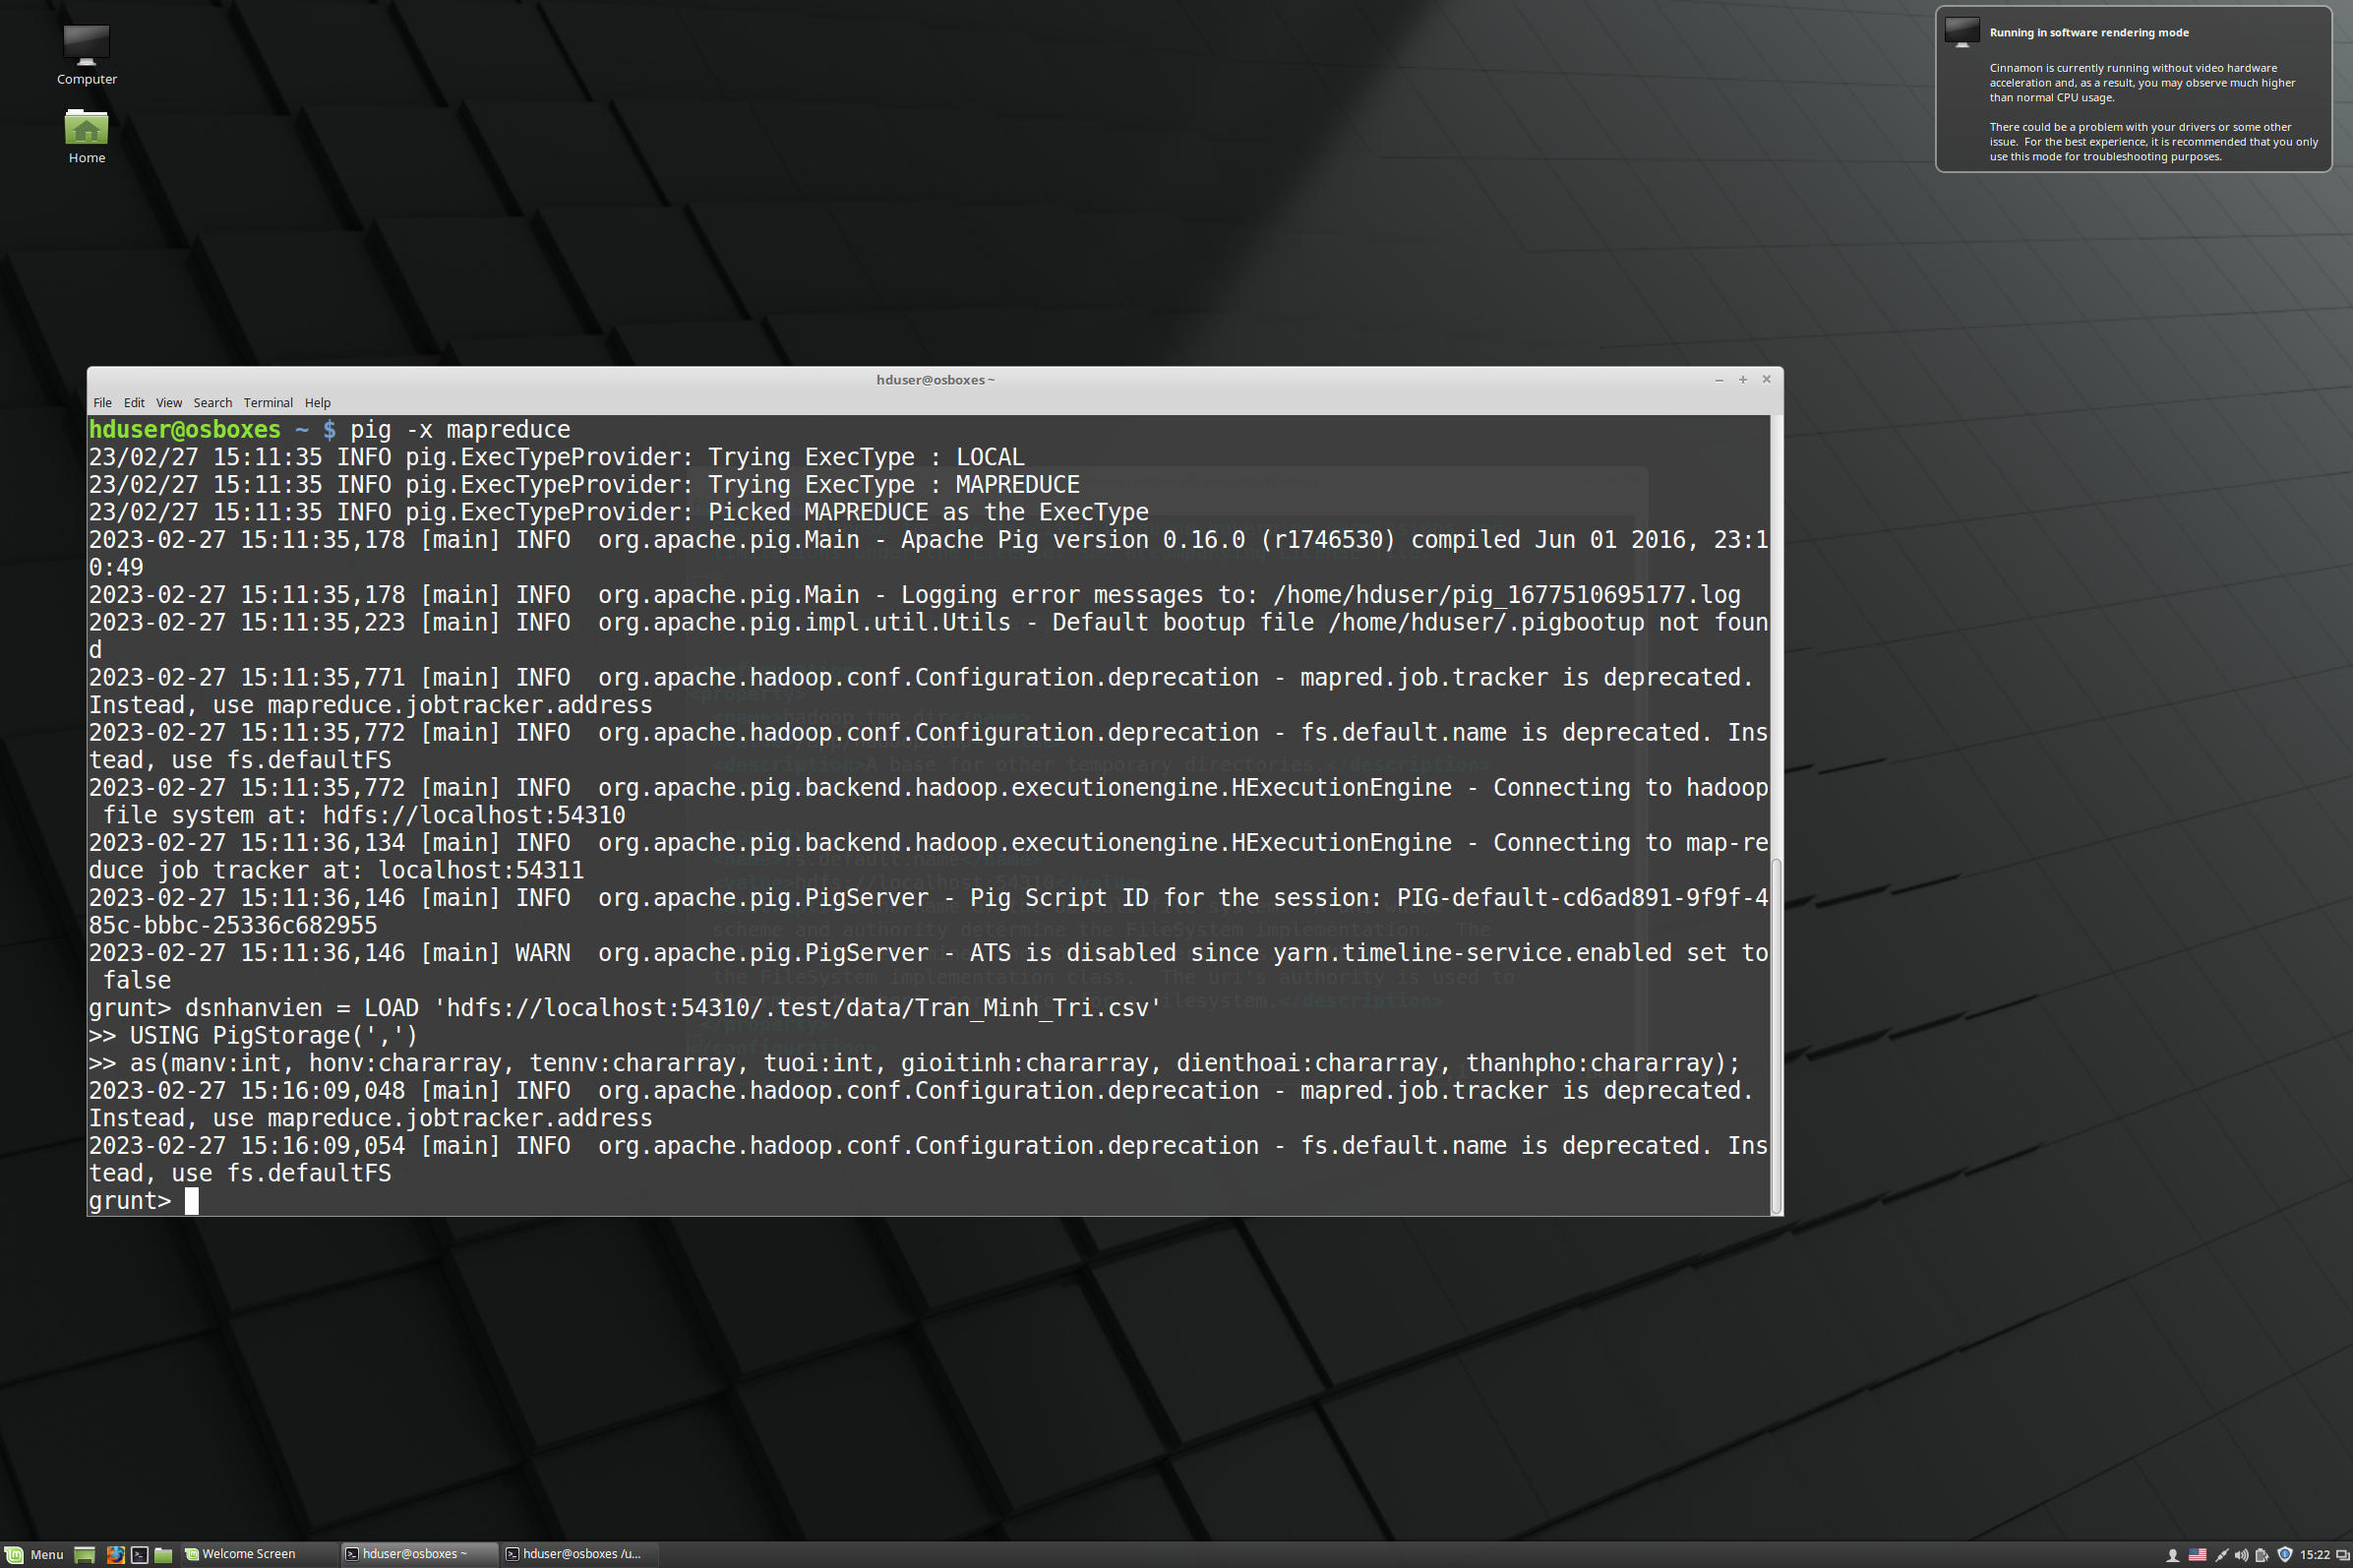 Computer
Home
Running in software rendering mode
Cinnamon is currently running without video hardware
acceleration and, as a result, you may observe much higher
than normal CPU usage.
There could be a problem with your drivers or some other
issue.  For the best experience, it is recommended that you only
use this mode for troubleshooting purposes.
hduser@osboxes ~
File Edit View Search Terminal Help
hduser@osboxes ~ $ pig -x mapreduce
23/02/27 15:11:35 INFO pig.ExecTypeProvider: Trying ExecType : LOCAL
23/02/27 15:11:35 INFO pig.ExecTypeProvider: Trying ExecType : MAPREDUCE
23/02/27 15:11:35 INFO pig.ExecTypeProvider: Picked MAPREDUCE as the ExecType
2023-02-27 15:11:35,178 [main] INFO  org.apache.pig.Main - Apache Pig version 0.16.0 (r1746530) compiled Jun 01 2016, 23:1
0:49
2023-02-27 15:11:35,178 [main] INFO  org.apache.pig.Main - Logging error messages to: /home/hduser/pig_1677510695177.log
2023-02-27 15:11:35,223 [main] INFO  org.apache.pig.impl.util.Utils - Default bootup file /home/hduser/.pigbootup not foun
d
2023-02-27 15:11:35,771 [main] INFO  org.apache.hadoop.conf.Configuration.deprecation - mapred.job.tracker is deprecated.
Instead, use mapreduce.jobtracker.address
2023-02-27 15:11:35,772 [main] INFO  org.apache.hadoop.conf.Configuration.deprecation - fs.default.name is deprecated. Ins
tead, use fs.defaultFS
2023-02-27 15:11:35,772 [main] INFO  org.apache.pig.backend.hadoop.executionengine.HExecutionEngine - Connecting to hadoop
 file system at: hdfs://localhost:54310
2023-02-27 15:11:36,134 [main] INFO  org.apache.pig.backend.hadoop.executionengine.HExecutionEngine - Connecting to map-re
duce job tracker at: localhost:54311
2023-02-27 15:11:36,146 [main] INFO  org.apache.pig.PigServer - Pig Script ID for the session: PIG-default-cd6ad891-9f9f-4
85c-bbbc-25336c682955
2023-02-27 15:11:36,146 [main] WARN  org.apache.pig.PigServer - ATS is disabled since yarn.timeline-service.enabled set to
 false
grunt> dsnhanvien = LOAD 'hdfs://localhost:54310/.test/data/Tran_Minh_Tri.csv'
>> USING PigStorage(',')
>> as(manv:int, honv:chararray, tennv:chararray, tuoi:int, gioitinh:chararray, dienthoai:chararray, thanhpho:chararray);
2023-02-27 15:16:09,048 [main] INFO  org.apache.hadoop.conf.Configuration.deprecation - mapred.job.tracker is deprecated.
Instead, use mapreduce.jobtracker.address
2023-02-27 15:16:09,054 [main] INFO  org.apache.hadoop.conf.Configuration.deprecation - fs.default.name is deprecated. Ins
tead, use fs.defaultFS
grunt>
Menu
Welcome Screen
hduser@osboxes ~
hduser@osboxes /u...
15:22